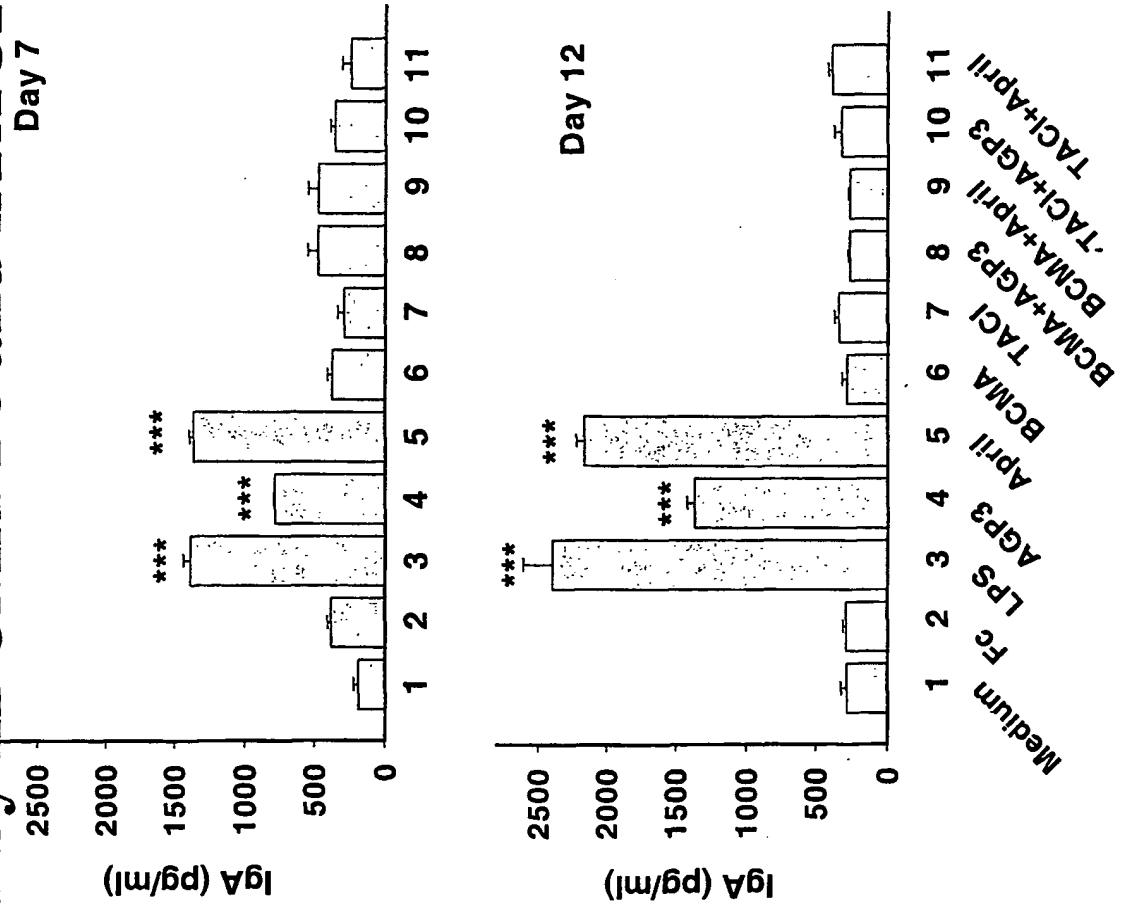 Day 7
IgA (pg/ml)
2500
2000
1500
1000
500
0
***
***
***
1 2 3 4 5 6 7 8 9 10 11
Day 12
IgA (pg/ml)
2500
2000
1500
1000
500
0
***
***
***
1 2 3 4 5 6 7 8 9 10 11
Medium
Fc
LPS
AGP3
April
BCMA
TACI
BCMA+AGP3
BCMA+April
TACI+AGP3
TACI+April